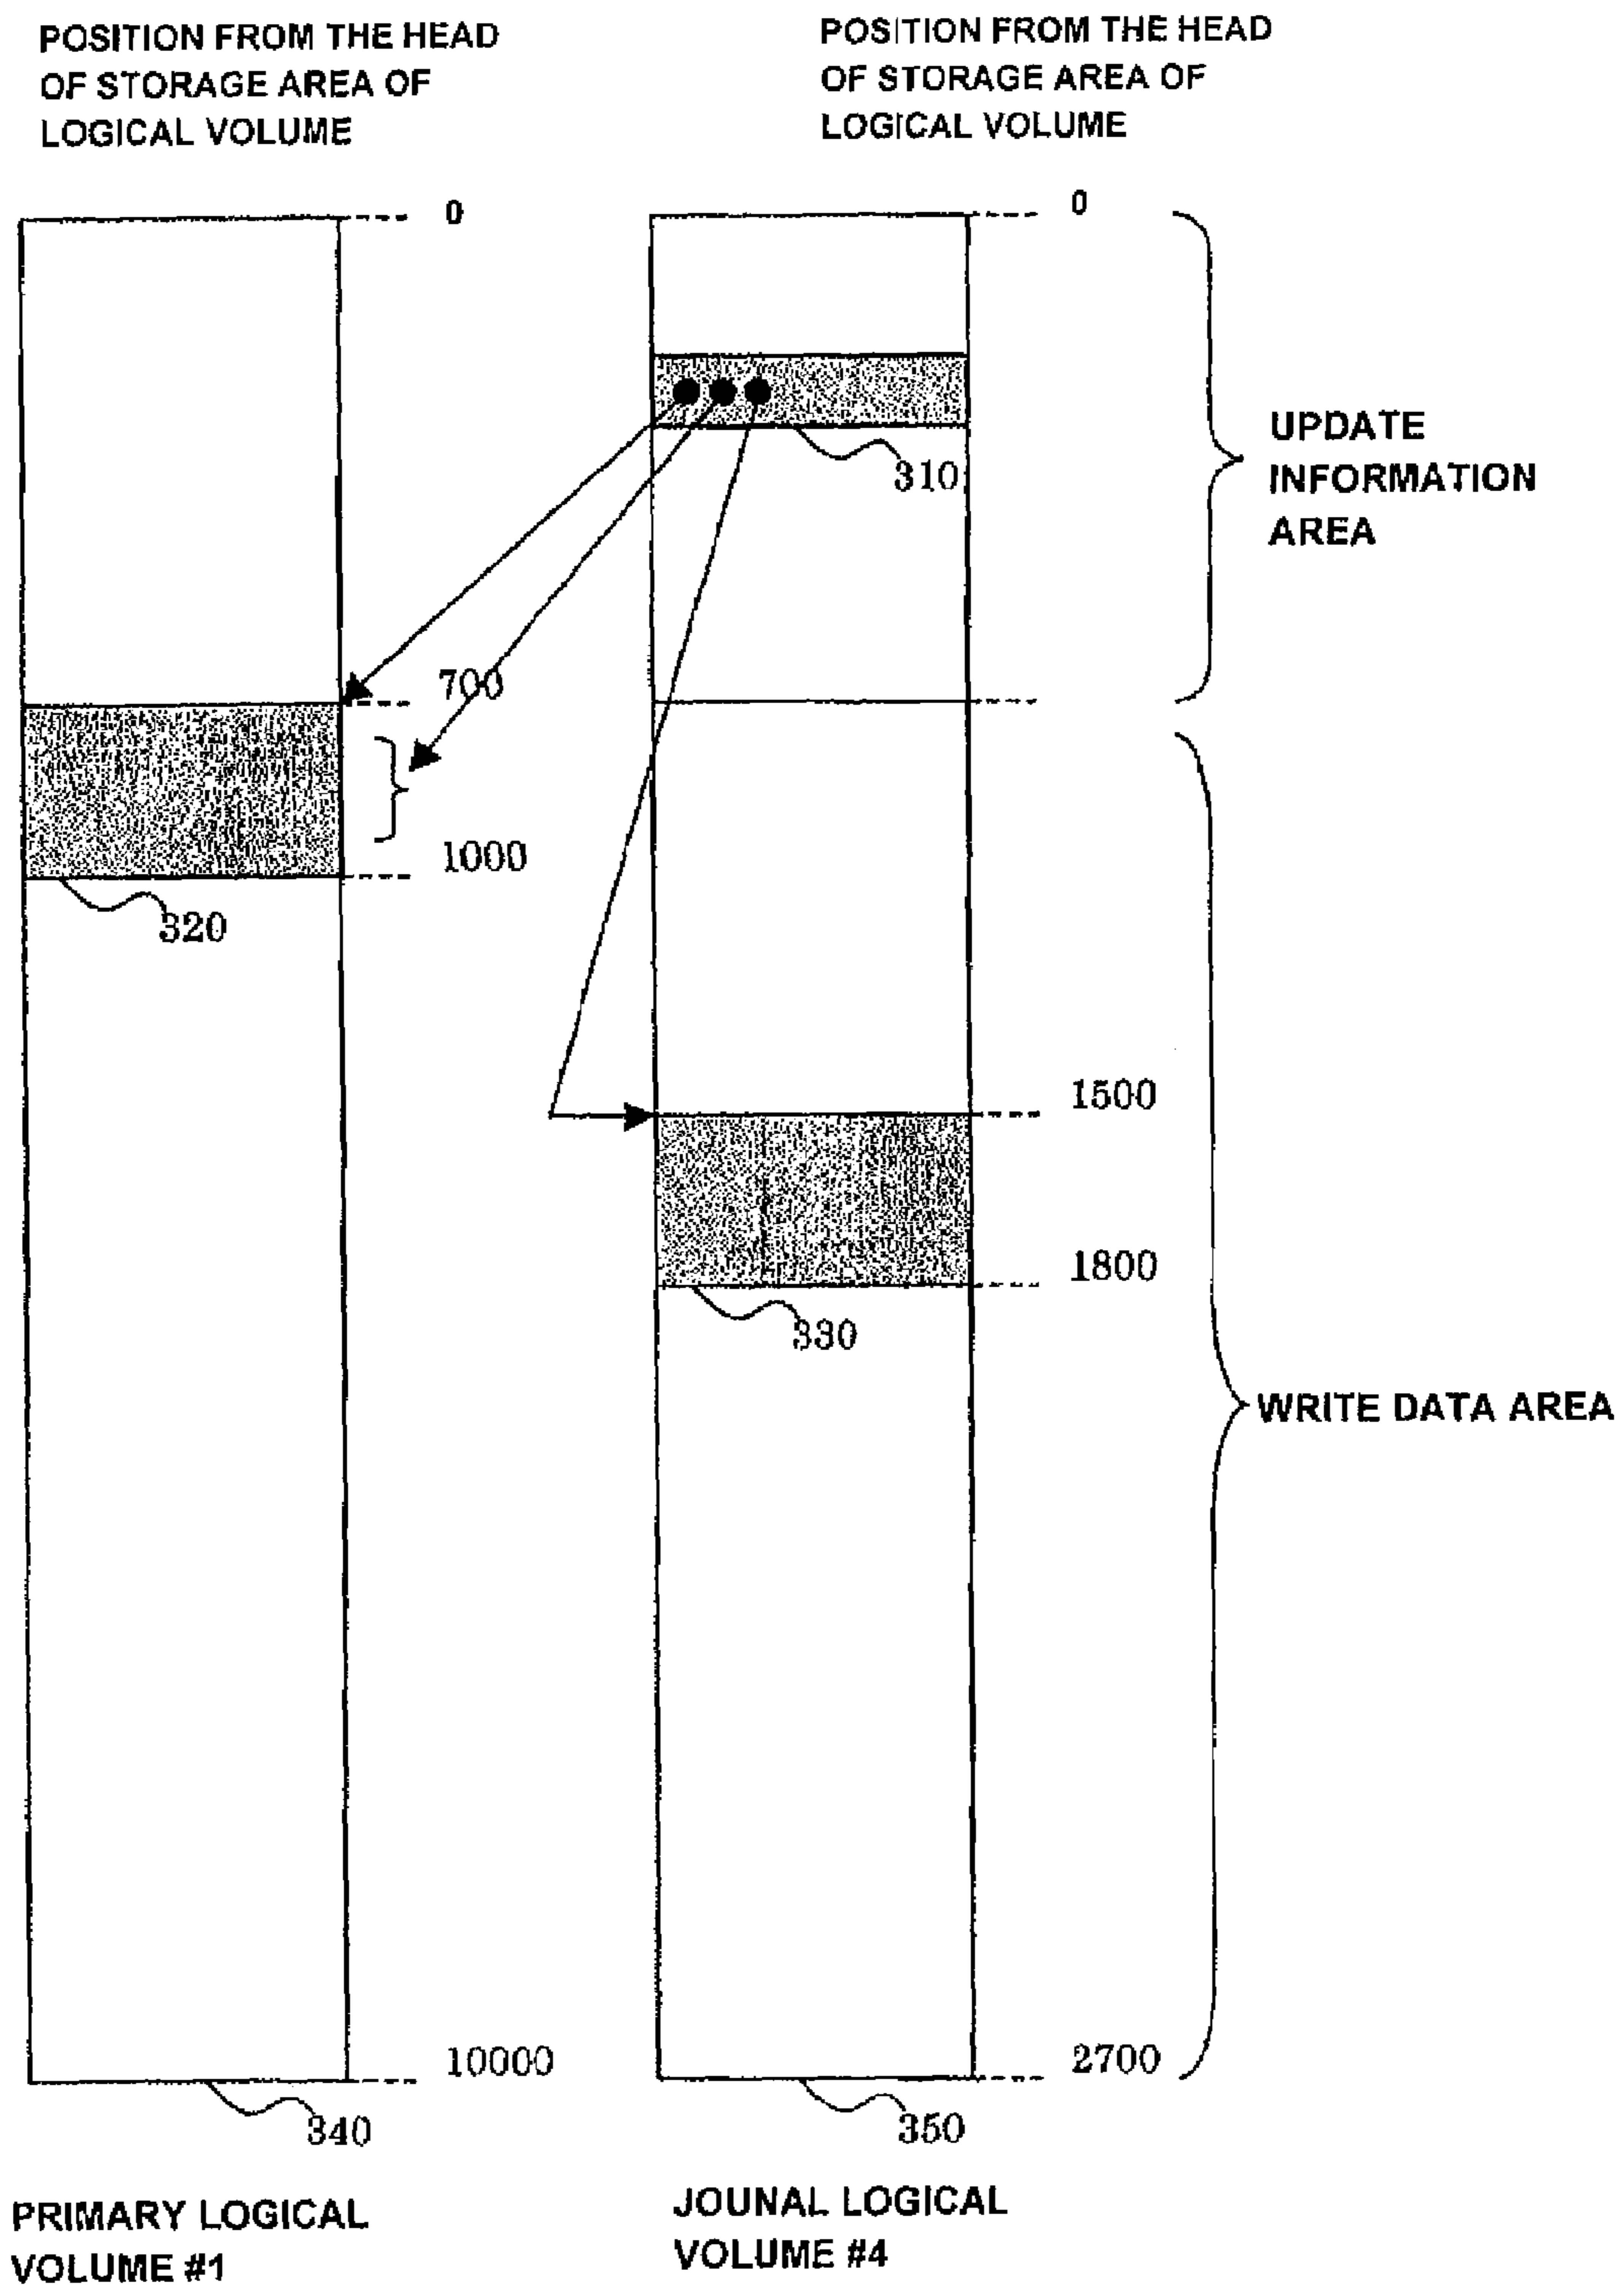 POSITION FROM THE HEAD
OF STORAGE AREA OF
LOGICAL VOLUME
POSITION FROM THE HEAD
OF STORAGE AREA OF
LOGICAL VOLUME
0
0
310
UPDATE
INFORMATION
AREA
700
1000
320
1500
1800
330
WRITE DATA AREA
10000
2700
340
350
PRIMARY LOGICAL
VOLUME #1
JOUNAL LOGICAL
VOLUME #4